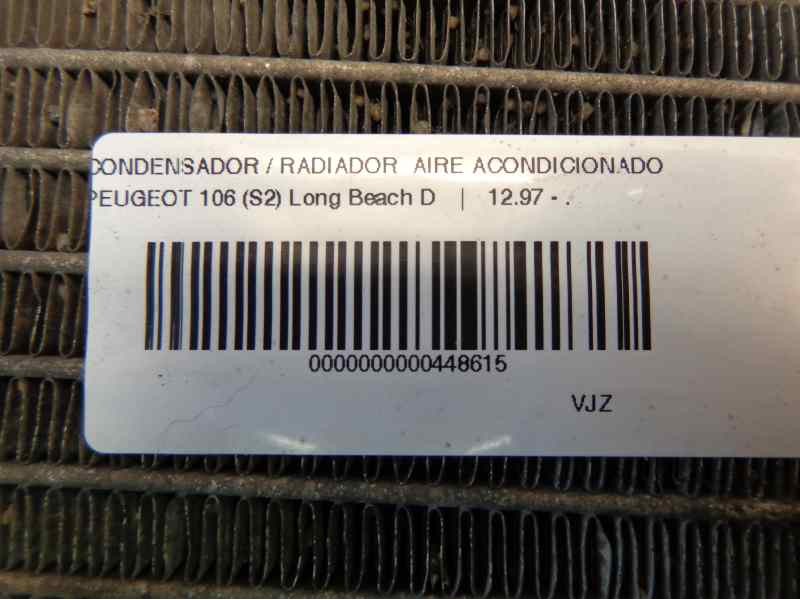 CONDENSADOR / RADIADOR AIRE ACONDICIONADO
PEUGEOT 106 (S2) Long Beach D | 12.97 - .
0000000000448615
VJZ